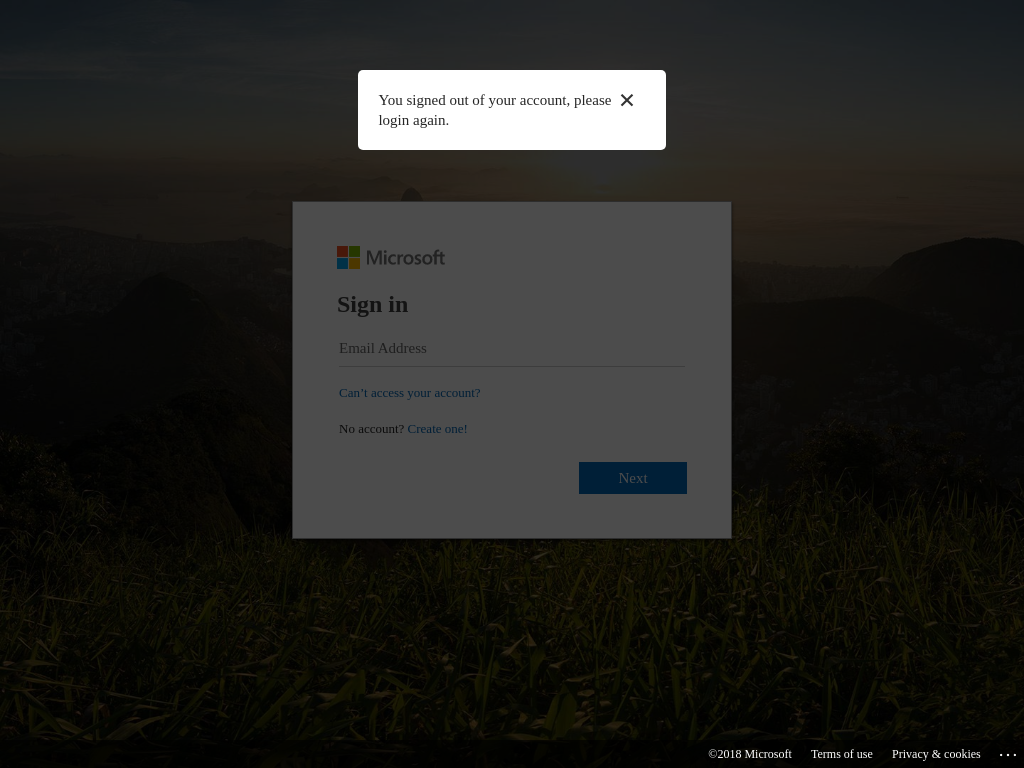 You signed out of your account, please
login again.
Microsoft
Sign in
Email Address
Can’t access your account?
No account? Create one!
Next
©2018 Microsoft Terms of use Privacy & cookies ...